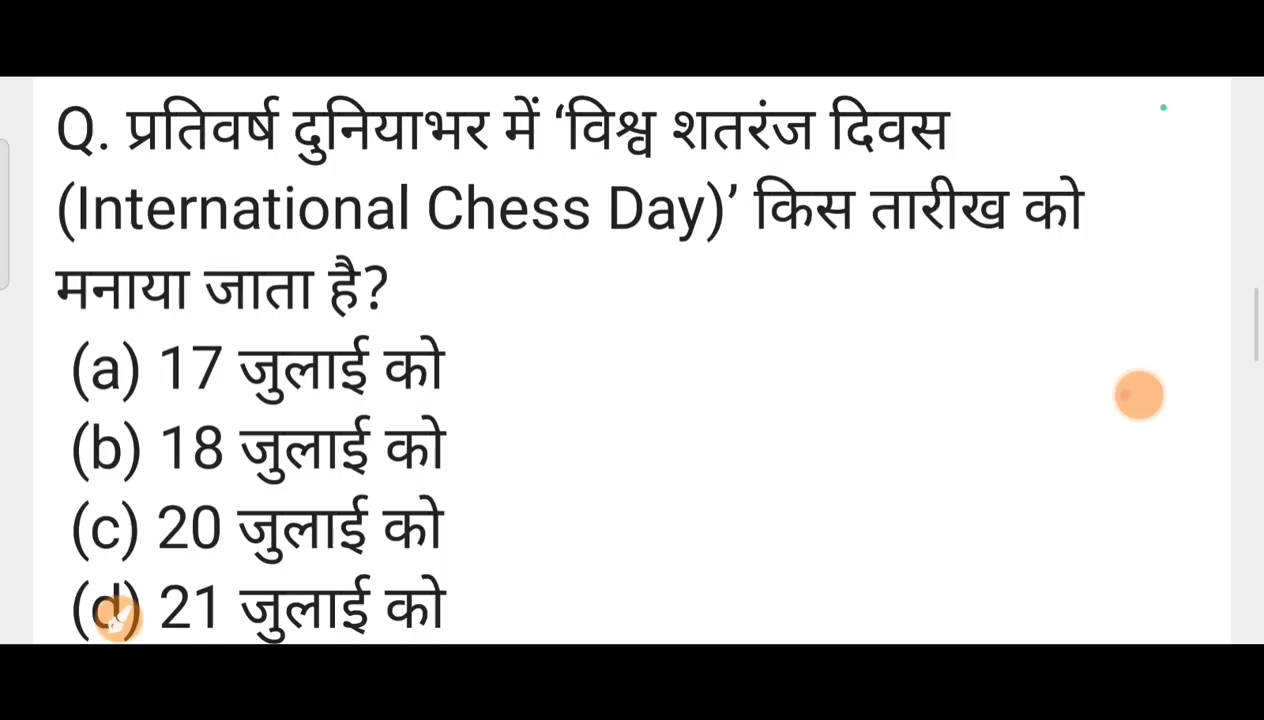 Q. प्रतिवर्ष दुनियाभर में ‘विश्व शतरंज दिवस
(International Chess Day)’ किस तारीख को
मनाया जाता है?
(a) 17 जुलाई को
(b) 18 जुलाई को
(c) 20 जुलाई को
(d) 21 जुलाई को